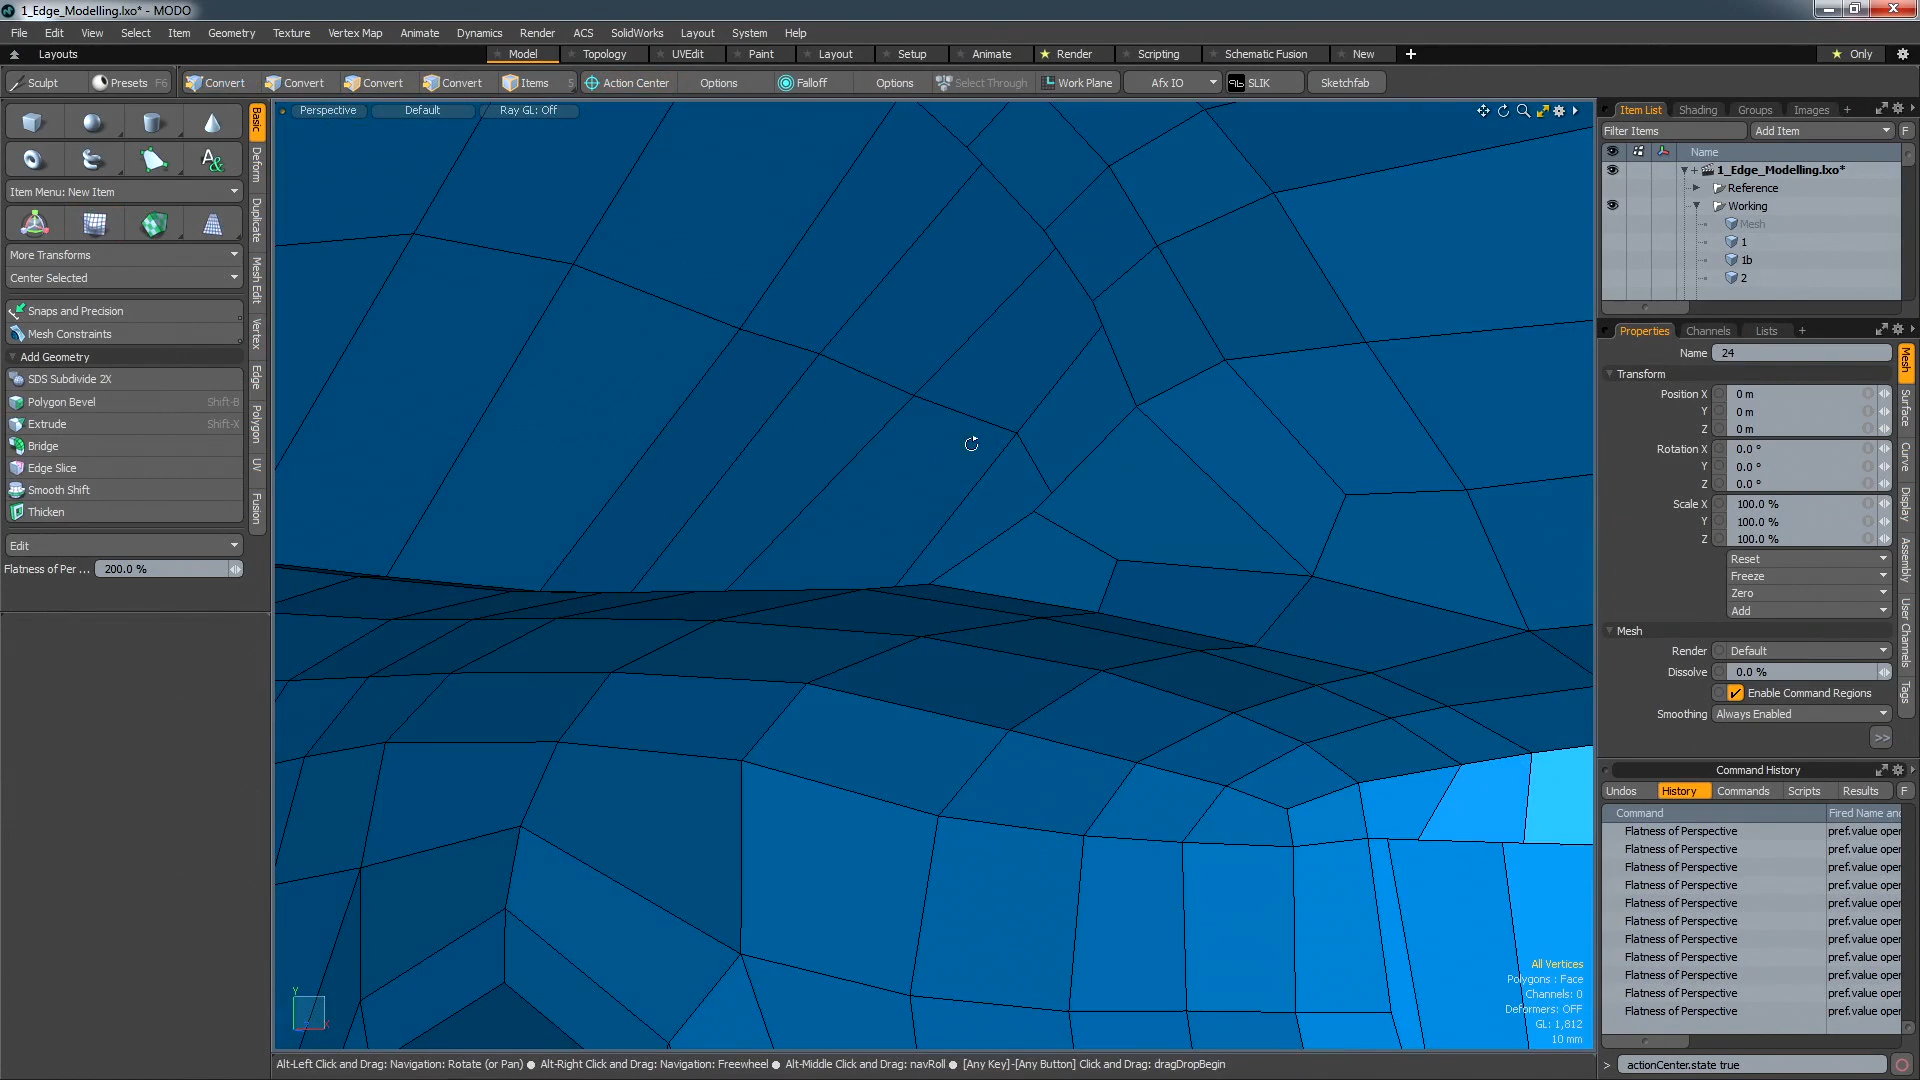 1_Edge_Modelling.lxo* - MODO
File Edit View Select Item Geometry Texture Vertex Map Animate Dynamics Render ACS SolidWorks Layout System Help
Layouts Model Topology UVEdit Paint Layout Setup Animate Render Scripting Schematic Fusion New + Only
Sculpt Presets F6 Convert Convert Convert Convert Items 5 Action Center Options Falloff Options Select Through Work Plane Afx IO SLIK Sketchfab
Perspective Default Ray GL: Off
Basic
Deform
Duplicate
Mesh Edit
Vertex
Edge
Polygon
UV
Fusion
Item Menu: New Item
More Transforms
Center Selected
Snaps and Precision
Mesh Constraints
Add Geometry
SDS Subdivide 2X
Polygon Bevel Shift-B
Extrude Shift-X
Bridge
Edge Slice
Smooth Shift
Thicken
Edit
Flatness of Per ... 200.0 %
Y
X
All Vertices
Polygons : Face
Channels: 0
Deformers: OFF
GL: 1,812
10 mm
Alt-Left Click and Drag: Navigation: Rotate (or Pan) ● Alt-Right Click and Drag: Navigation: Freewheel ● Alt-Middle Click and Drag: navRoll ● [Any Key]-[Any Button] Click and Drag: dragDropBegin
Item List Shading Groups Images +
Filter Items Add Item F
Name
1_Edge_Modelling.lxo*
Reference
Working
Mesh
1
1b
2
Properties Channels Lists +
Name 24
Transform
Position X 0 m
Y 0 m
Z 0 m
Rotation X 0.0 °
Y 0.0 °
Z 0.0 °
Scale X 100.0 %
Y 100.0 %
Z 100.0 %
Reset
Freeze
Zero
Add
Mesh
Render Default
Dissolve 0.0 %
Enable Command Regions
Smoothing Always Enabled
>>
Mesh
Surface
Curve
Display
Assembly
User Channels
Tags
Command History
Undos History Commands Scripts Results F
Command Fired Name and
Flatness of Perspective pref.value oper
Flatness of Perspective pref.value oper
Flatness of Perspective pref.value oper
Flatness of Perspective pref.value oper
Flatness of Perspective pref.value oper
Flatness of Perspective pref.value oper
Flatness of Perspective pref.value oper
Flatness of Perspective pref.value oper
Flatness of Perspective pref.value oper
Flatness of Perspective pref.value oper
Flatness of Perspective pref.value oper
> actionCenter.state true